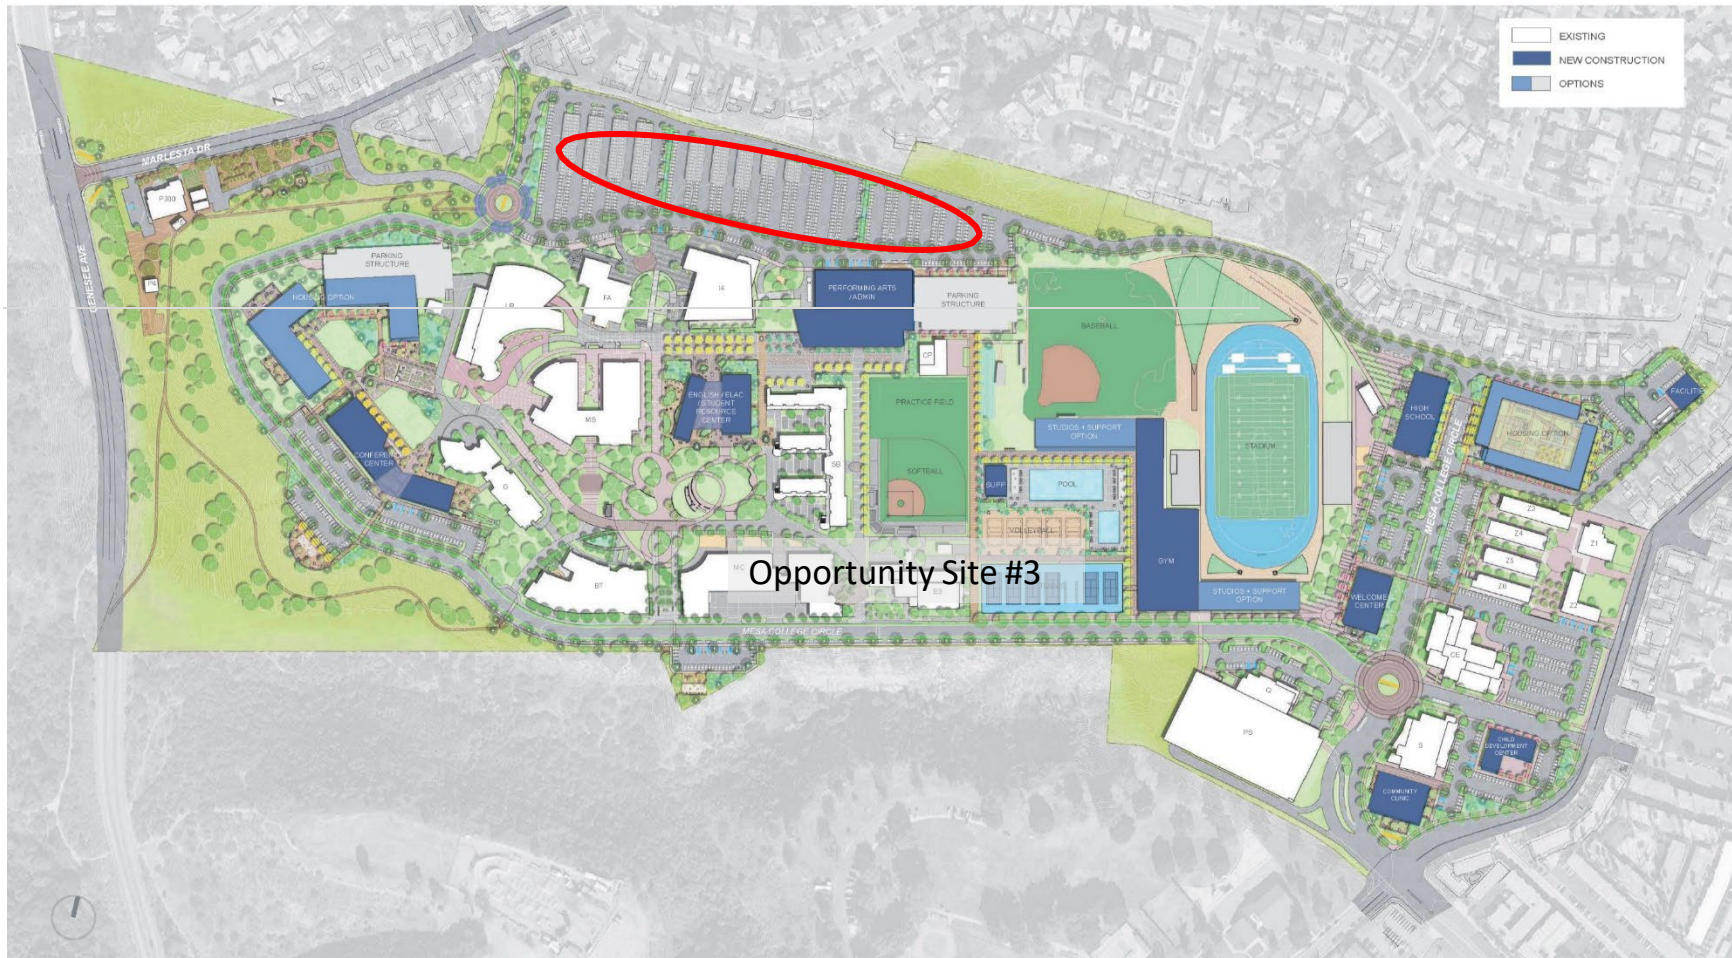 EXISTING
NEW CONSTRUCTION
OPTIONS
MARLESTA DR
P300
GENESEE AVE
P4
PARKING
STRUCTURE
HOUSING OPTION
LR
FA
I4
PERFORMING ARTS
/ADMIN
PARKING
STRUCTURE
BASEBALL
CP
PRACTICE FIELD
ENGLISH / ELAC
/ STUDENT
RESOURCE
CENTER
MS
SB
SOFTBALL
STUDIOS + SUPPORT
OPTION
STADIUM
HIGH
SCHOOL
HOUSING OPTION
MESA COLLEGE CIRCLE
CONFERENCE
CENTER
G
SUPP
POOL
VOLLEYBALL
GYM
Z3
Z4
Z5
Z6
Z1
Z2
BT
MC
Opportunity Site #3
STUDIOS + SUPPORT
OPTION
WELCOME
CENTER
MESA COLLEGE CIRCLE
CE
Q
PS
S
CHILD
DEVELOPMENT
CENTER
COMMUNITY
CLINIC